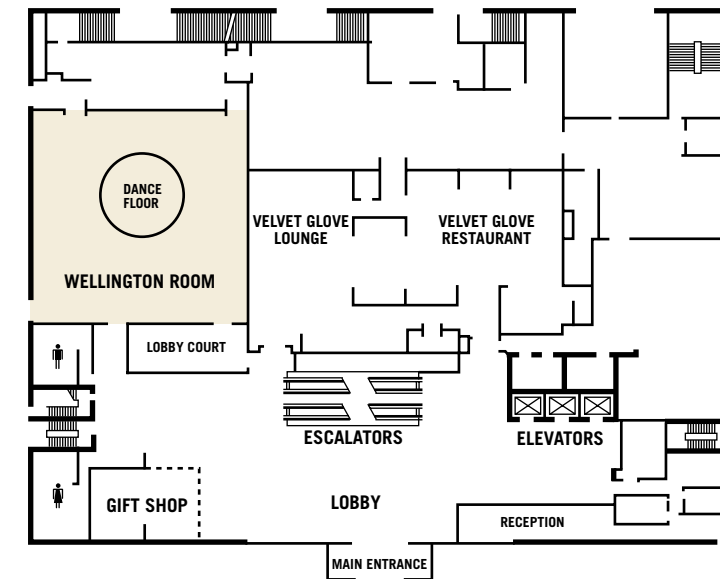 DANCE
FLOOR
VELVET GLOVE
LOUNGE
VELVET GLOVE
RESTAURANT
WELLINGTON ROOM
LOBBY COURT
ESCALATORS
ELEVATORS
GIFT SHOP
LOBBY
RECEPTION
MAIN ENTRANCE